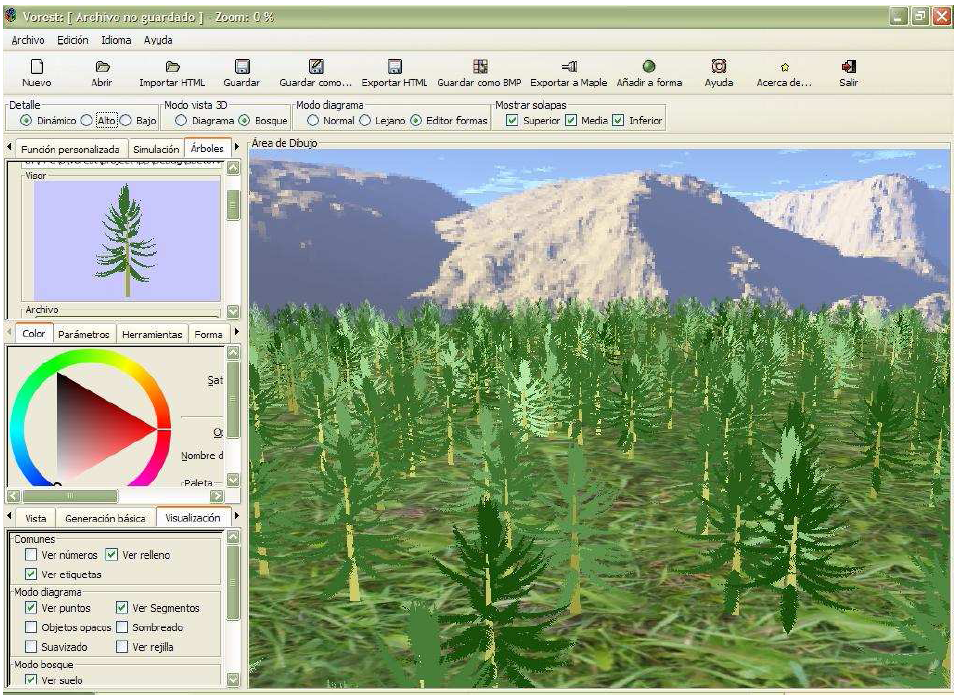 Vorest: [ Archivo no guardado ] - Zoom: 0 %
Archivo Edición Idioma Ayuda
Nuevo Abrir Importar HTML Guardar Guardar como... Exportar HTML Guardar como BMP Exportar a Maple Añadir a forma Ayuda Acerca de... Salir
Detalle Modo vista 3D Modo diagrama Mostrar solapas
Dinámico Alto Bajo Diagrama Bosque Normal Lejano Editor formas Superior Media Inferior
Función personalizada Simulación Árboles
Área de Dibujo
Visor
Archivo
Color Parámetros Herramientas Forma
Sat
Nombre d
Paleta
Vista Generación básica Visualización
Comunes
Ver números Ver relleno
Ver etiquetas
Modo diagrama
Ver puntos Ver Segmentos
Objetos opacos Sombreado
Suavizado Ver rejilla
Modo bosque
Ver suelo